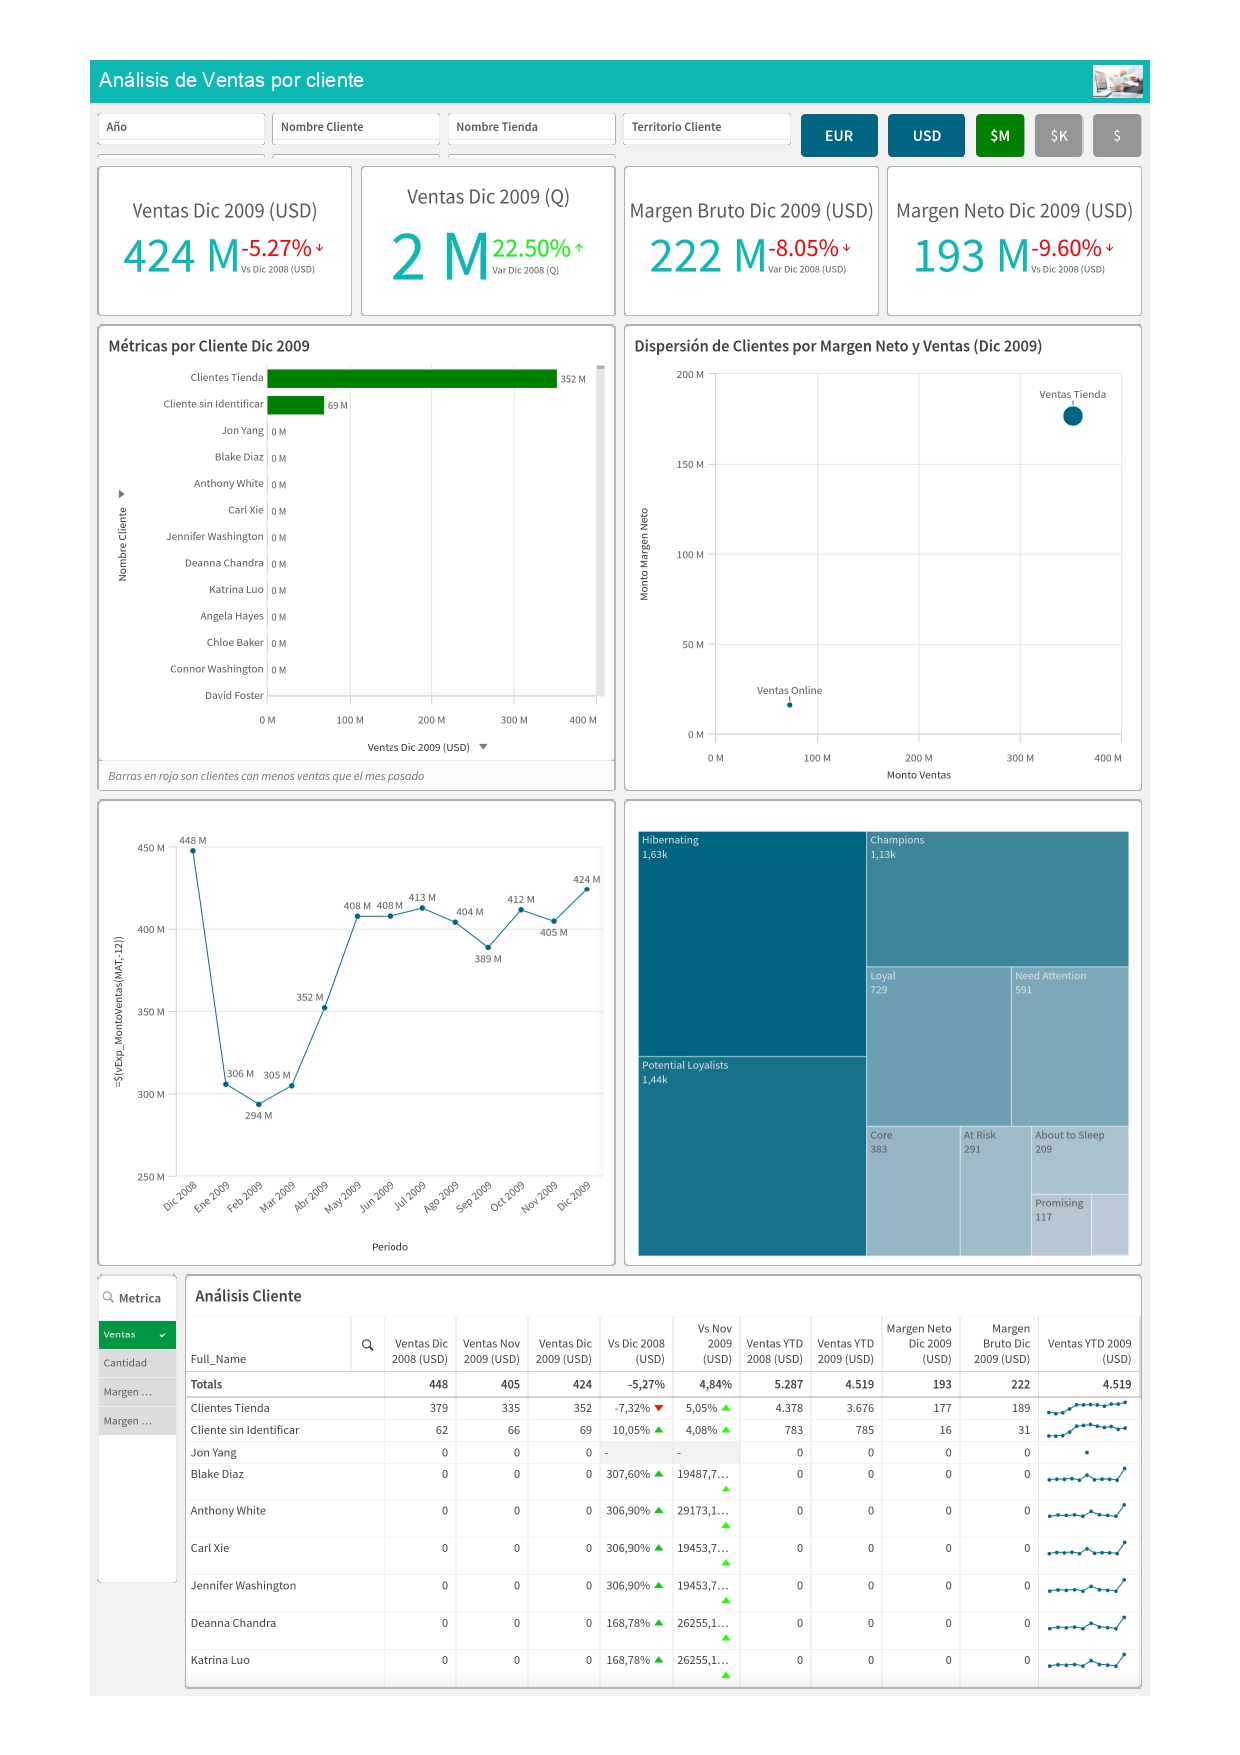 Análisis de Ventas por cliente
Año
Nombre Cliente
Nombre Tienda
Territorio Cliente
EUR
USD
$M
$K
$
Ventas Dic 2009 (USD)
424 M
-5.27%
Vs Dic 2008 (USD)
Ventas Dic 2009 (Q)
2 M
22.50%
Var Dic 2008 (Q)
Margen Bruto Dic 2009 (USD)
222 M
-8.05%
Var Dic 2008 (USD)
Margen Neto Dic 2009 (USD)
193 M
-9.60%
Vs Dic 2008 (USD)
Métricas por Cliente Dic 2009
Nombre Cliente
Clientes Tienda 352 M
Cliente sin Identificar 69 M
Jon Yang 0 M
Blake Diaz 0 M
Anthony White 0 M
Carl Xie 0 M
Jennifer Washington 0 M
Deanna Chandra 0 M
Katrina Luo 0 M
Angela Hayes 0 M
Chloe Baker 0 M
Connor Washington 0 M
David Foster
0 M 100 M 200 M 300 M 400 M
Ventas Dic 2009 (USD)
Barras en rojo son clientes con menos ventas que el mes pasado
Dispersión de Clientes por Margen Neto y Ventas (Dic 2009)
Monto Margen Neto
200 M
150 M
100 M
50 M
0 M
Ventas Tienda
Ventas Online
0 M 100 M 200 M 300 M 400 M
Monto Ventas
=$(vExp_MontoVentas(MAT,-12))
450 M
400 M
350 M
300 M
250 M
448 M
306 M
294 M
305 M
352 M
408 M
408 M
413 M
404 M
389 M
412 M
405 M
424 M
Dic 2008
Ene 2009
Feb 2009
Mar 2009
Abr 2009
May 2009
Jun 2009
Jul 2009
Ago 2009
Sep 2009
Oct 2009
Nov 2009
Dic 2009
Periodo
Hibernating
1,63k
Potential Loyalists
1,44k
Champions
1,13k
Loyal
729
Need Attention
591
Core
383
At Risk
291
About to Sleep
209
Promising
117
Metrica
Ventas
Cantidad
Margen ...
Margen ...
Análisis Cliente
Full_Name
Ventas Dic
2008 (USD)
Ventas Nov
2009 (USD)
Ventas Dic
2009 (USD)
Vs Dic 2008
(USD)
Vs Nov
2009
(USD)
Ventas YTD
2008 (USD)
Ventas YTD
2009 (USD)
Margen Neto
Dic 2009
(USD)
Margen
Bruto Dic
2009 (USD)
Ventas YTD 2009
(USD)
Totals 448 405 424 -5,27% 4,84% 5.287 4.519 193 222 4.519
Clientes Tienda 379 335 352 -7,32% 5,05% 4.378 3.676 177 189
Cliente sin Identificar 62 66 69 10,05% 4,08% 783 785 16 31
Jon Yang 0 0 0 - - 0 0 0 0
Blake Diaz 0 0 0 307,60% 19487,7... 0 0 0 0
Anthony White 0 0 0 306,90% 29173,1... 0 0 0 0
Carl Xie 0 0 0 306,90% 19453,7... 0 0 0 0
Jennifer Washington 0 0 0 306,90% 19453,7... 0 0 0 0
Deanna Chandra 0 0 0 168,78% 26255,1... 0 0 0 0
Katrina Luo 0 0 0 168,78% 26255,1... 0 0 0 0